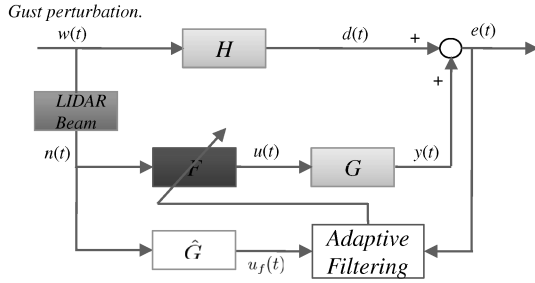 Gust perturbation.
w(t)
H
d(t)
+
e(t)
+
LIDAR
Beam
n(t)
F
u(t)
G
y(t)
Ĝ
u_f(t)
Adaptive
Filtering